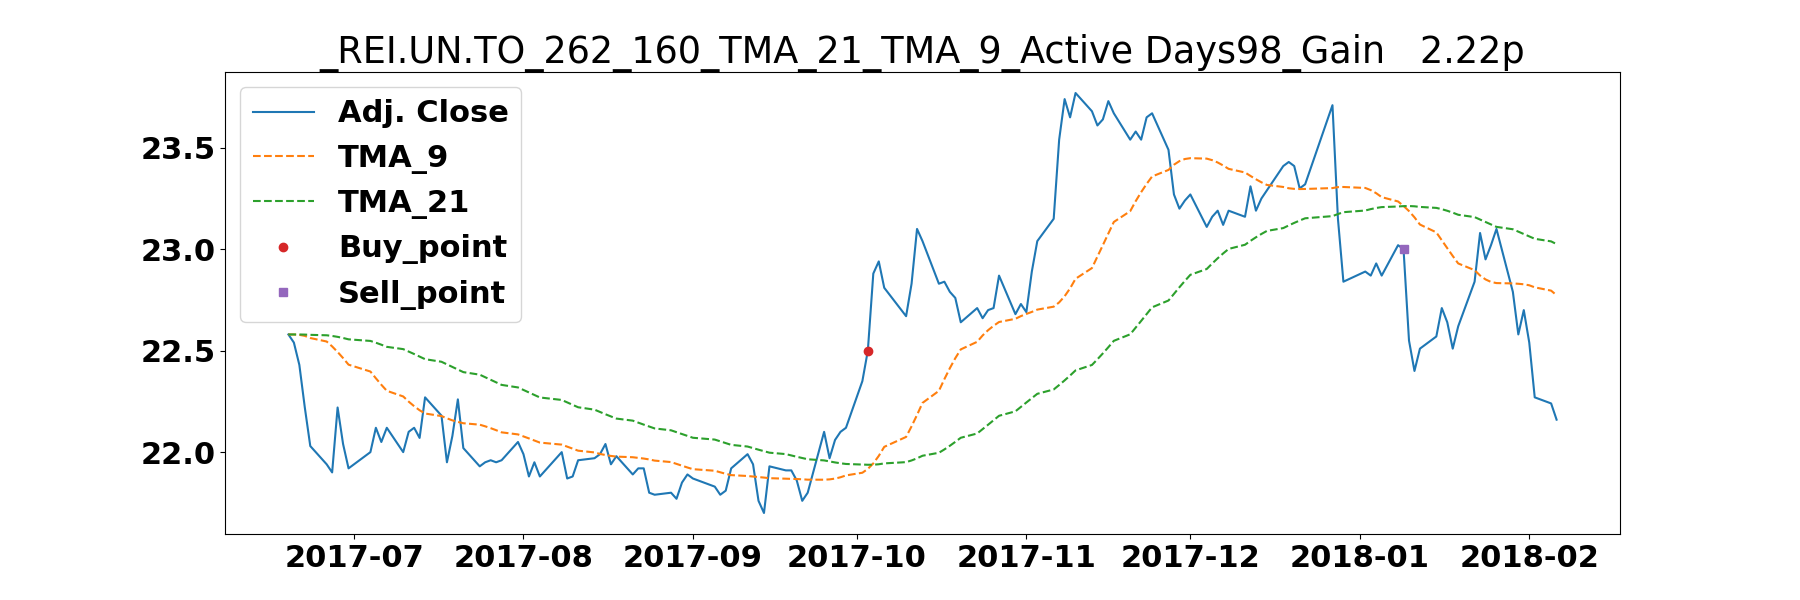 _REI.UN.TO_262_160_TMA_21_TMA_9_Active Days98_Gain   2.22p
Adj. Close
TMA_9
TMA_21
Buy_point
Sell_point
23.5
23.0
22.5
22.0
2017-07 2017-08 2017-09 2017-10 2017-11 2017-12 2018-01 2018-02